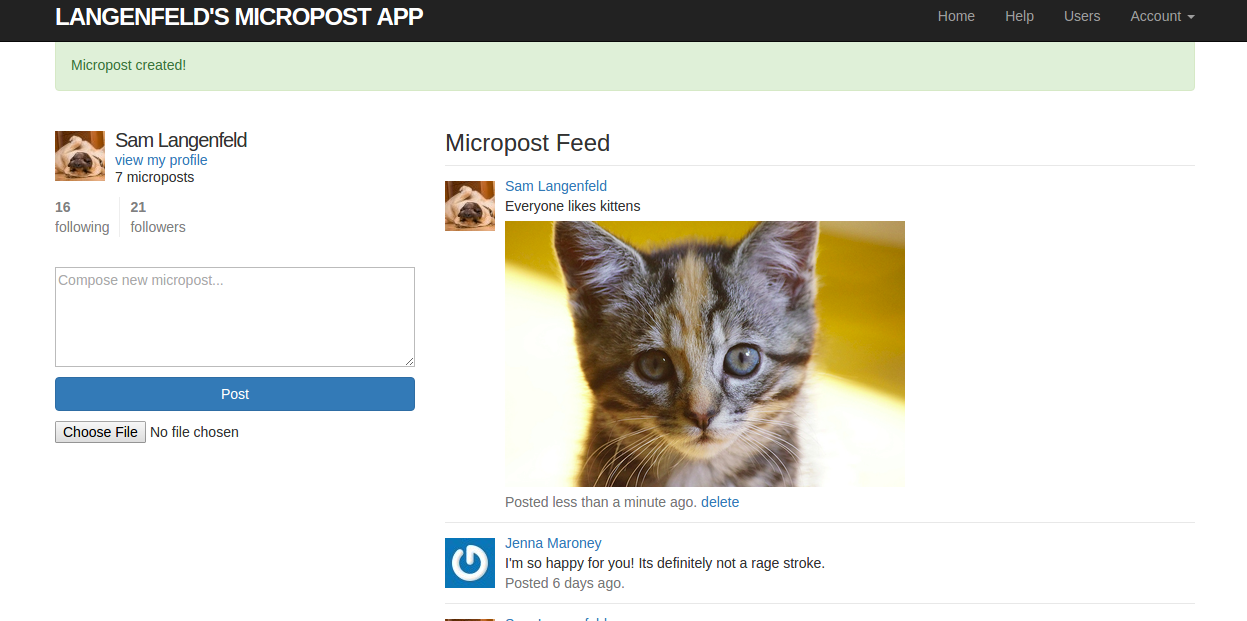 LANGENFELD'S MICROPOST APP
Home Help Users Account
Micropost created!
Sam Langenfeld
view my profile
7 microposts
16 21
following followers
Compose new micropost...
Post
Choose File No file chosen
Micropost Feed
Sam Langenfeld
Everyone likes kittens
Posted less than a minute ago. delete
Jenna Maroney
I'm so happy for you! Its definitely not a rage stroke.
Posted 6 days ago.